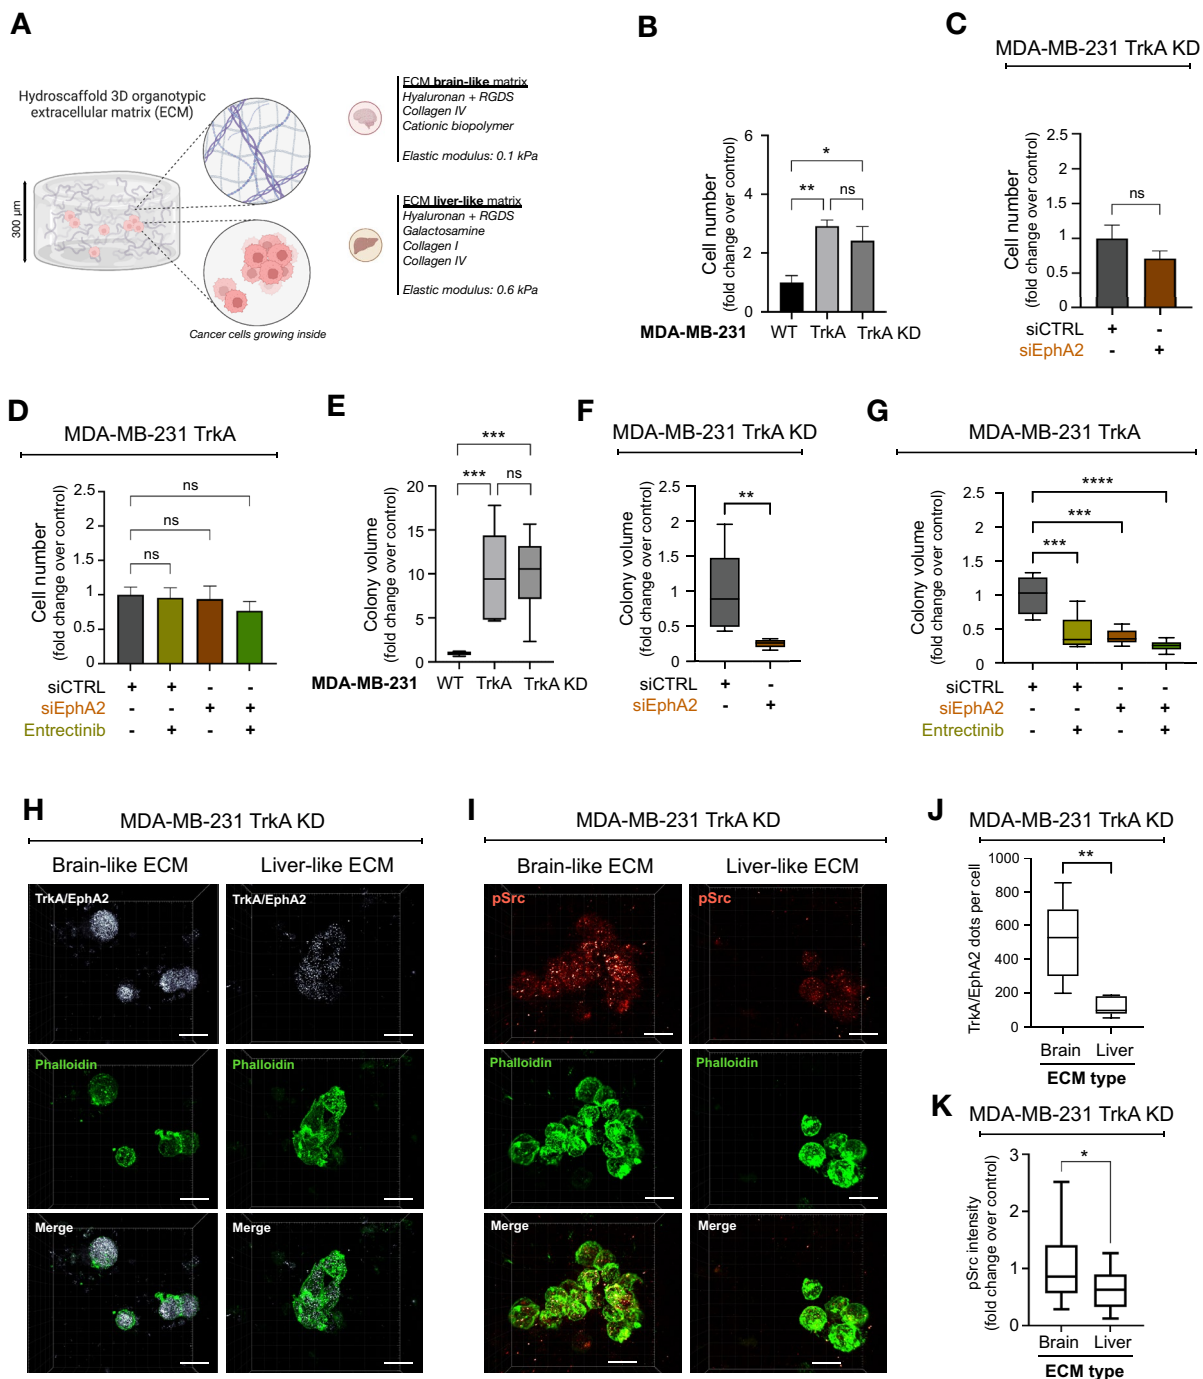 A
Hydroscaffold 3D organotypic
extracellular matrix (ECM)
300 μm
Cancer cells growing inside
ECM brain-like matrix
Hyaluronan + RGDS
Collagen IV
Cationic biopolymer
Elastic modulus: 0.1 kPa
ECM liver-like matrix
Hyaluronan + RGDS
Galactosamine
Collagen I
Collagen IV
Elastic modulus: 0.6 kPa
B
Cell number
(fold change over control)
6
4
2
0
*
** ns
MDA-MB-231 WT TrkA TrkA KD
C
MDA-MB-231 TrkA KD
Cell number
(fold change over control)
2.5
2
1.5
1
0.5
0
ns
siCTRL + -
siEphA2 - +
D
MDA-MB-231 TrkA
Cell number
(fold change over control)
2.5
2
1.5
1
0.5
0
ns
ns
ns
siCTRL + + - -
siEphA2 - - + +
Entrectinib - + - +
E
Colony volume
(fold change over control)
20
15
10
5
0
***
*** ns
MDA-MB-231 WT TrkA TrkA KD
F
MDA-MB-231 TrkA KD
Colony volume
(fold change over control)
2.5
2
1.5
1
0.5
0
**
siCTRL + -
siEphA2 - +
G
MDA-MB-231 TrkA
Colony volume
(fold change over control)
2.5
2
1.5
1
0.5
0
****
***
***
siCTRL + + - -
siEphA2 - - + +
Entrectinib - + - +
H
MDA-MB-231 TrkA KD
Brain-like ECM Liver-like ECM
TrkA/EphA2 TrkA/EphA2
Phalloidin Phalloidin
Merge Merge
I
MDA-MB-231 TrkA KD
Brain-like ECM Liver-like ECM
pSrc pSrc
Phalloidin Phalloidin
Merge Merge
J
MDA-MB-231 TrkA KD
TrkA/EphA2 dots per cell
1000
800
600
400
200
0
**
Brain Liver
ECM type
K
MDA-MB-231 TrkA KD
pSrc intensity
(fold change over control)
3
2
1
0
*
Brain Liver
ECM type